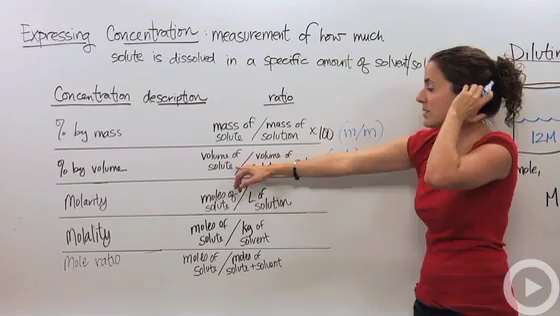 Expressing Concentration : measurement of how much
solute is dissolved in a specific amount of solvent/sol
Diluti
Concentration description ratio
% by mass mass of solute / mass of solution × 100 (m/m)
% by volume volume of solute / volume of
12M
Molarity moles of solute / L of solution
Molality moles of solute / kg of solvent
Mole ratio moles of solute / moles of solute + solvent
M